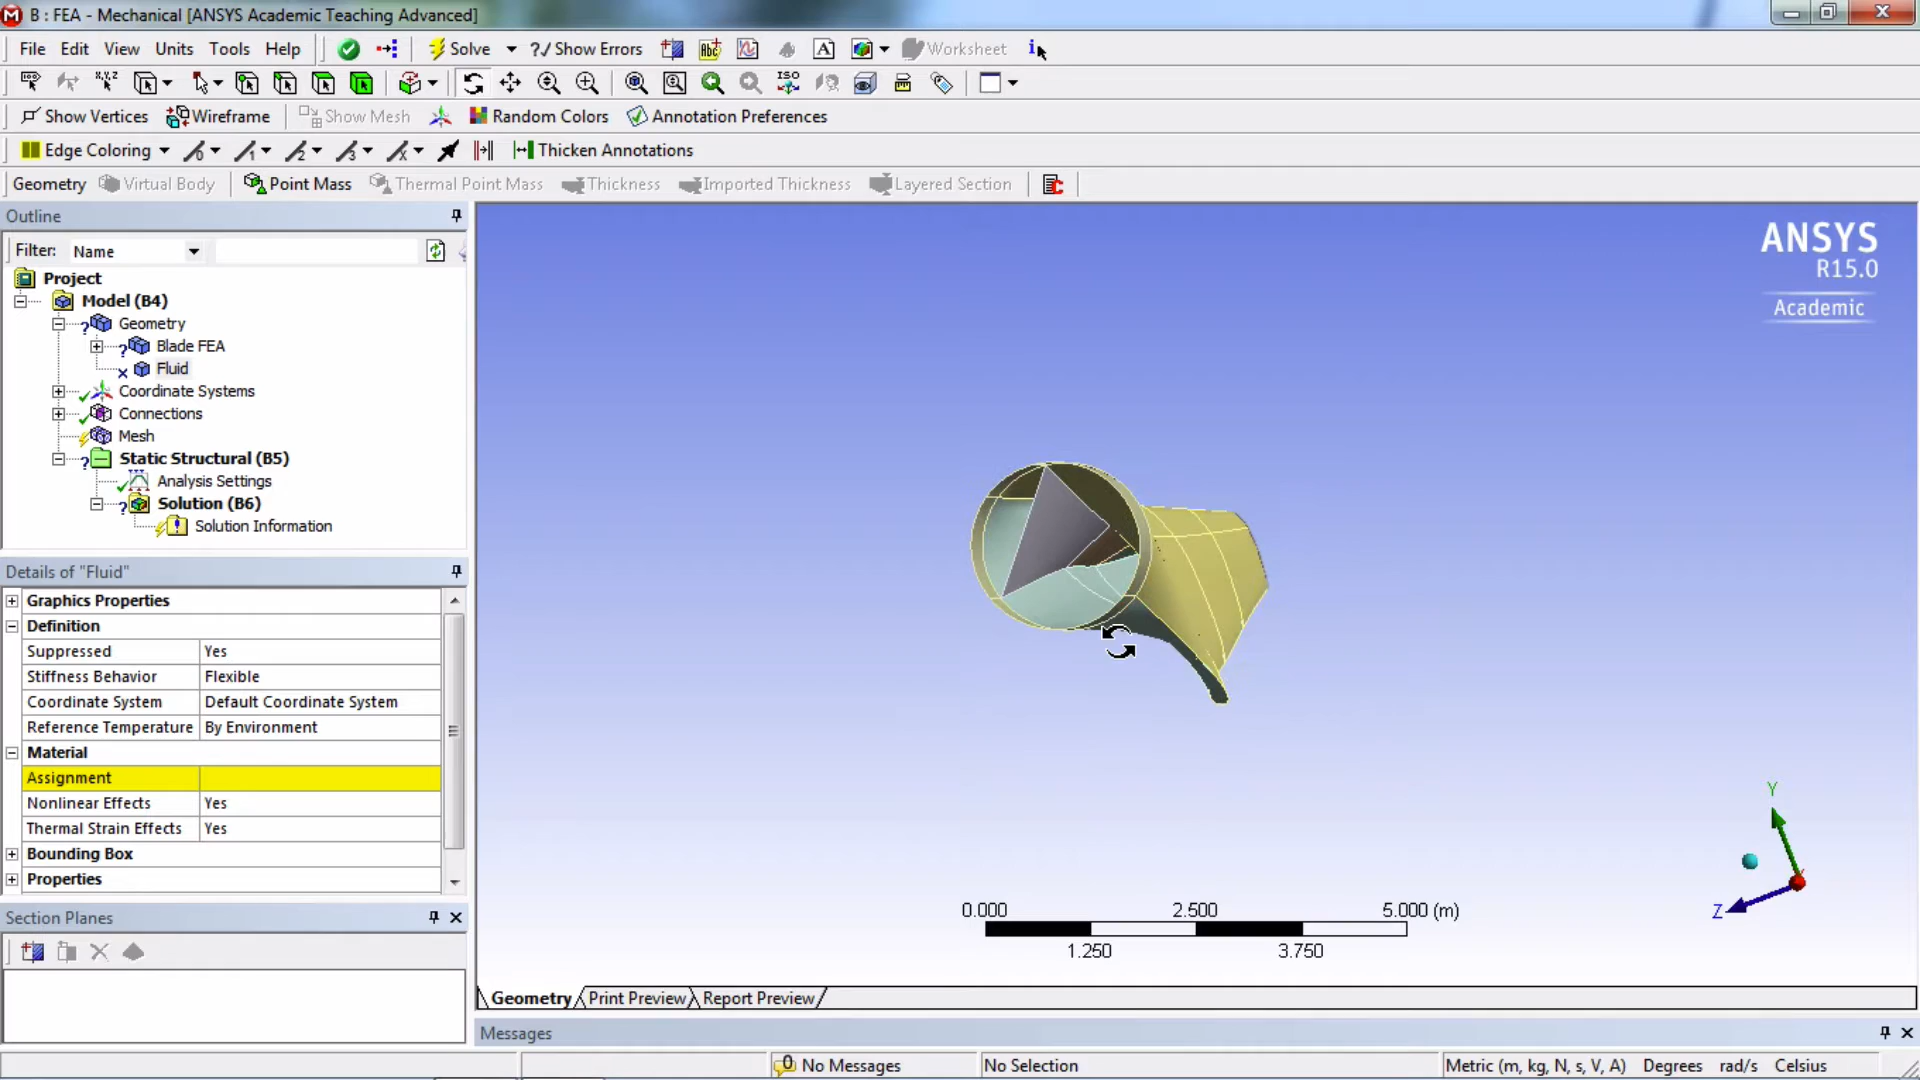 B : FEA - Mechanical [ANSYS Academic Teaching Advanced]
File Edit View Units Tools Help Solve ?/ Show Errors Worksheet
Show Vertices Wireframe Show Mesh Random Colors Annotation Preferences
Edge Coloring Thicken Annotations
Geometry Virtual Body Point Mass Thermal Point Mass Thickness Imported Thickness Layered Section
Outline
Filter: Name
Project
Model (B4)
Geometry
Blade FEA
Fluid
Coordinate Systems
Connections
Mesh
Static Structural (B5)
Analysis Settings
Solution (B6)
Solution Information
Details of "Fluid"
Graphics Properties
Definition
Suppressed Yes
Stiffness Behavior Flexible
Coordinate System Default Coordinate System
Reference Temperature By Environment
Material
Assignment
Nonlinear Effects Yes
Thermal Strain Effects Yes
Bounding Box
Properties
Section Planes
ANSYS
R15.0
Academic
Y
Z
0.000 2.500 5.000 (m)
1.250 3.750
Geometry Print Preview Report Preview
Messages
No Messages No Selection Metric (m, kg, N, s, V, A) Degrees rad/s Celsius